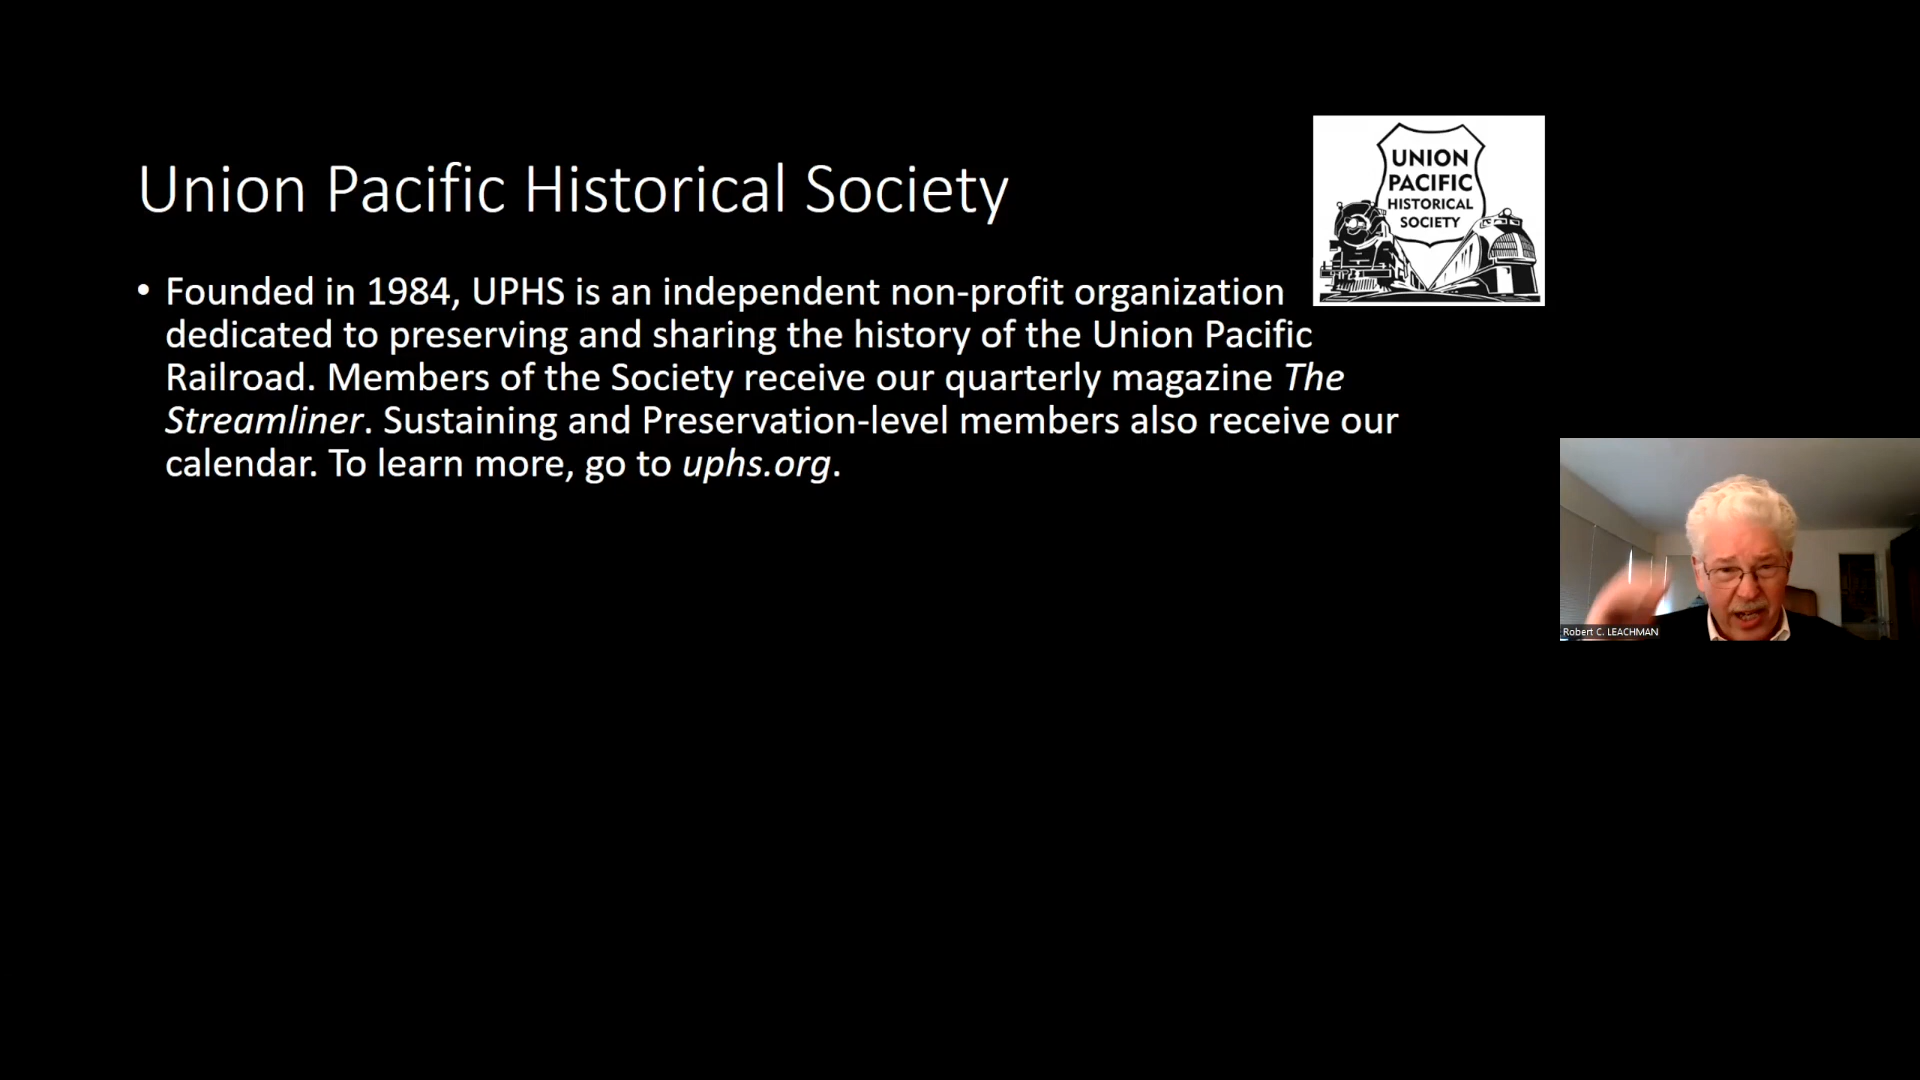 Union Pacific Historical Society
UNION
PACIFIC
HISTORICAL
SOCIETY
• Founded in 1984, UPHS is an independent non-profit organization
dedicated to preserving and sharing the history of the Union Pacific
Railroad. Members of the Society receive our quarterly magazine The
Streamliner. Sustaining and Preservation-level members also receive our
calendar. To learn more, go to uphs.org.
Robert C. LEACHMAN